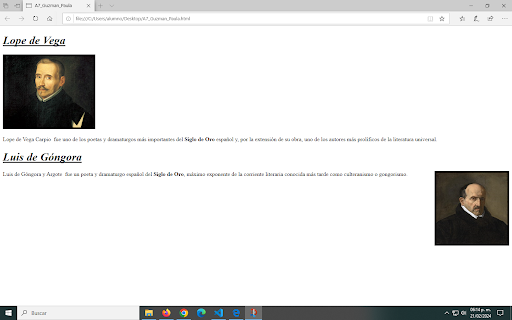 A7_Guzman_Paula
file:///C:/Users/alumno/Desktop/A7_Guzman_Paula.html
Lope de Vega
Lope de Vega Carpio fue uno de los poetas y dramaturgos más importantes del Siglo de Oro español y, por la extensión de su obra, uno de los autores más prolíficos de la literatura universal.
Luis de Góngora
Luis de Góngora y Argote fue un poeta y dramaturgo español del Siglo de Oro, máximo exponente de la corriente literaria conocida más tarde como culteranismo o gongorismo.
Buscar
06:14 p. m.
21/02/2024